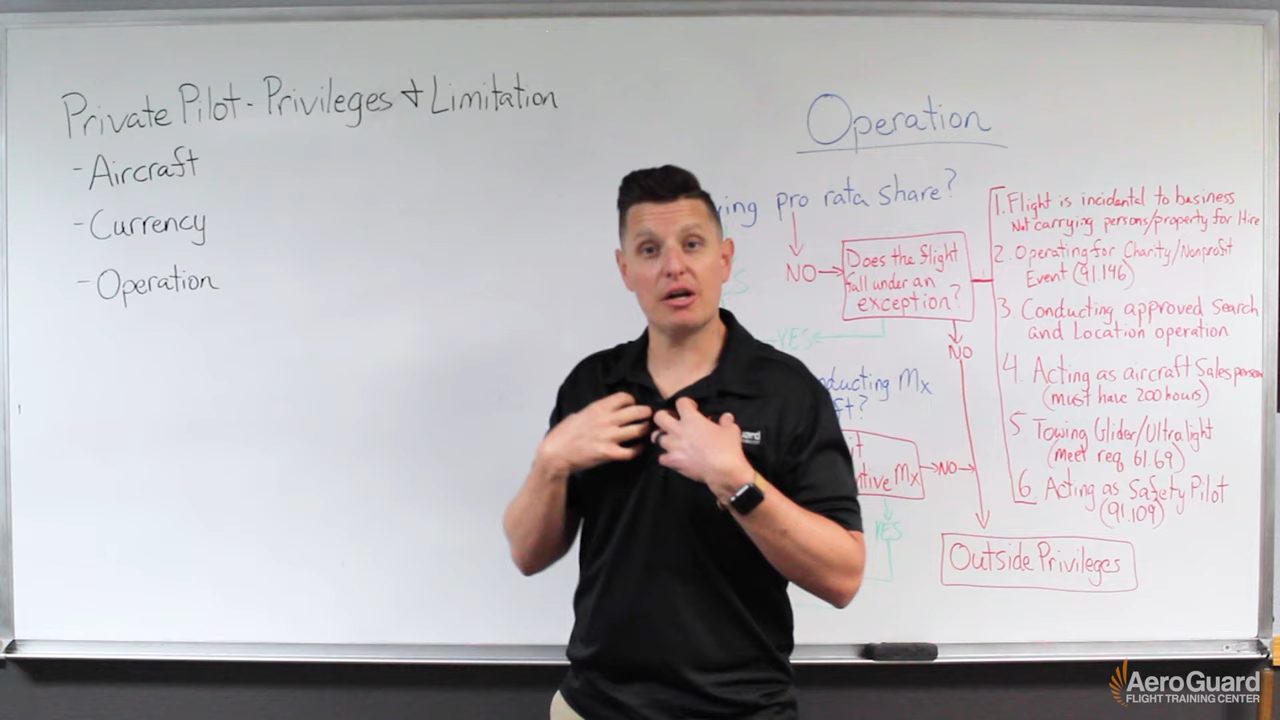 Private Pilot - Privileges & Limitation
- Aircraft
- Currency
- Operation
Operation
pro rata share?
NO
Does the flight
fall under an
exception?
YES
NO
1. Flight is incidental to business
Not carrying persons/property for Hire
2. Operating for Charity/Nonprofit
Event (91.146)
3 Conducting approved Search
and Location operation
4. Acting as aircraft Salesperson
(must have 200 hours)
5 Towing Glider/Ultralight
(meet req 61.69)
6 Acting as Safety Pilot
(91.109)
Mx
Mx
NO
YES
Outside Privileges
AeroGuard
FLIGHT TRAINING CENTER